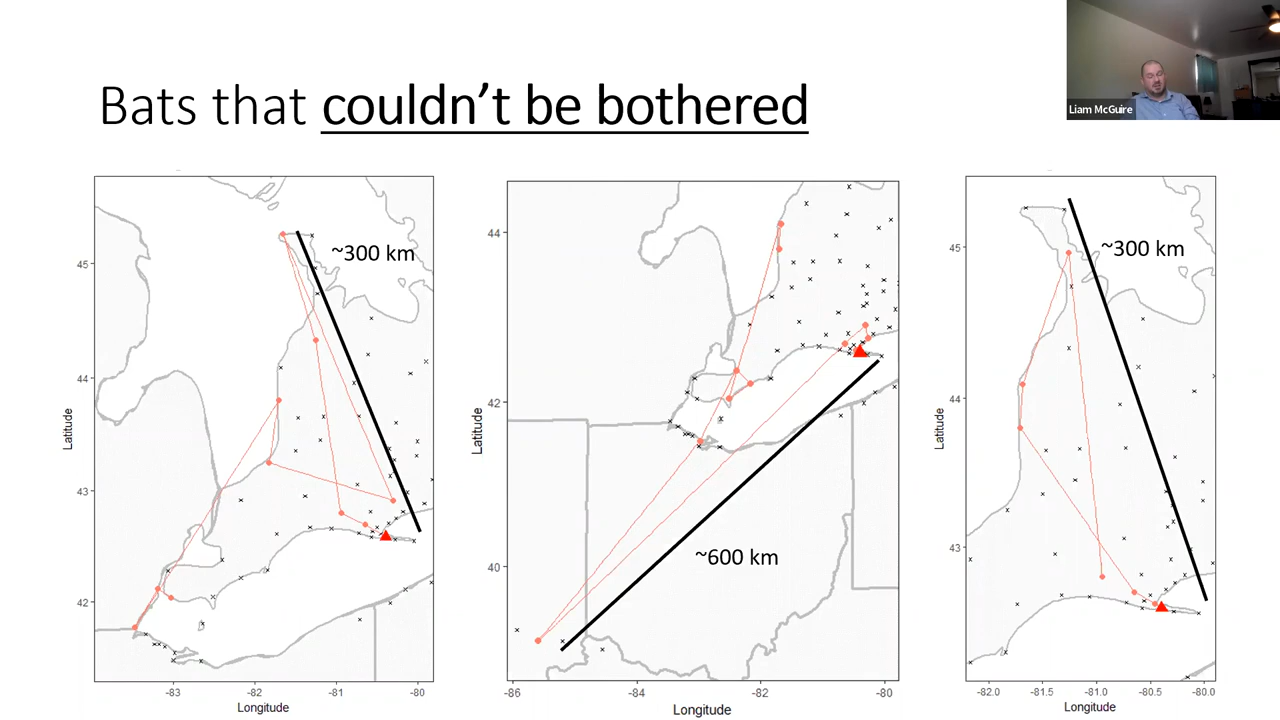 Bats that couldn't be bothered
Liam McGuire
~300 km
45
44
43
42
Latitude
-83
-82
-81
-80
Longitude
44
42
40
Latitude
~600 km
-86
-84
-82
-80
Longitude
~300 km
45
44
43
Latitude
-82.0
-81.5
-81.0
-80.5
-80.0
Longitude